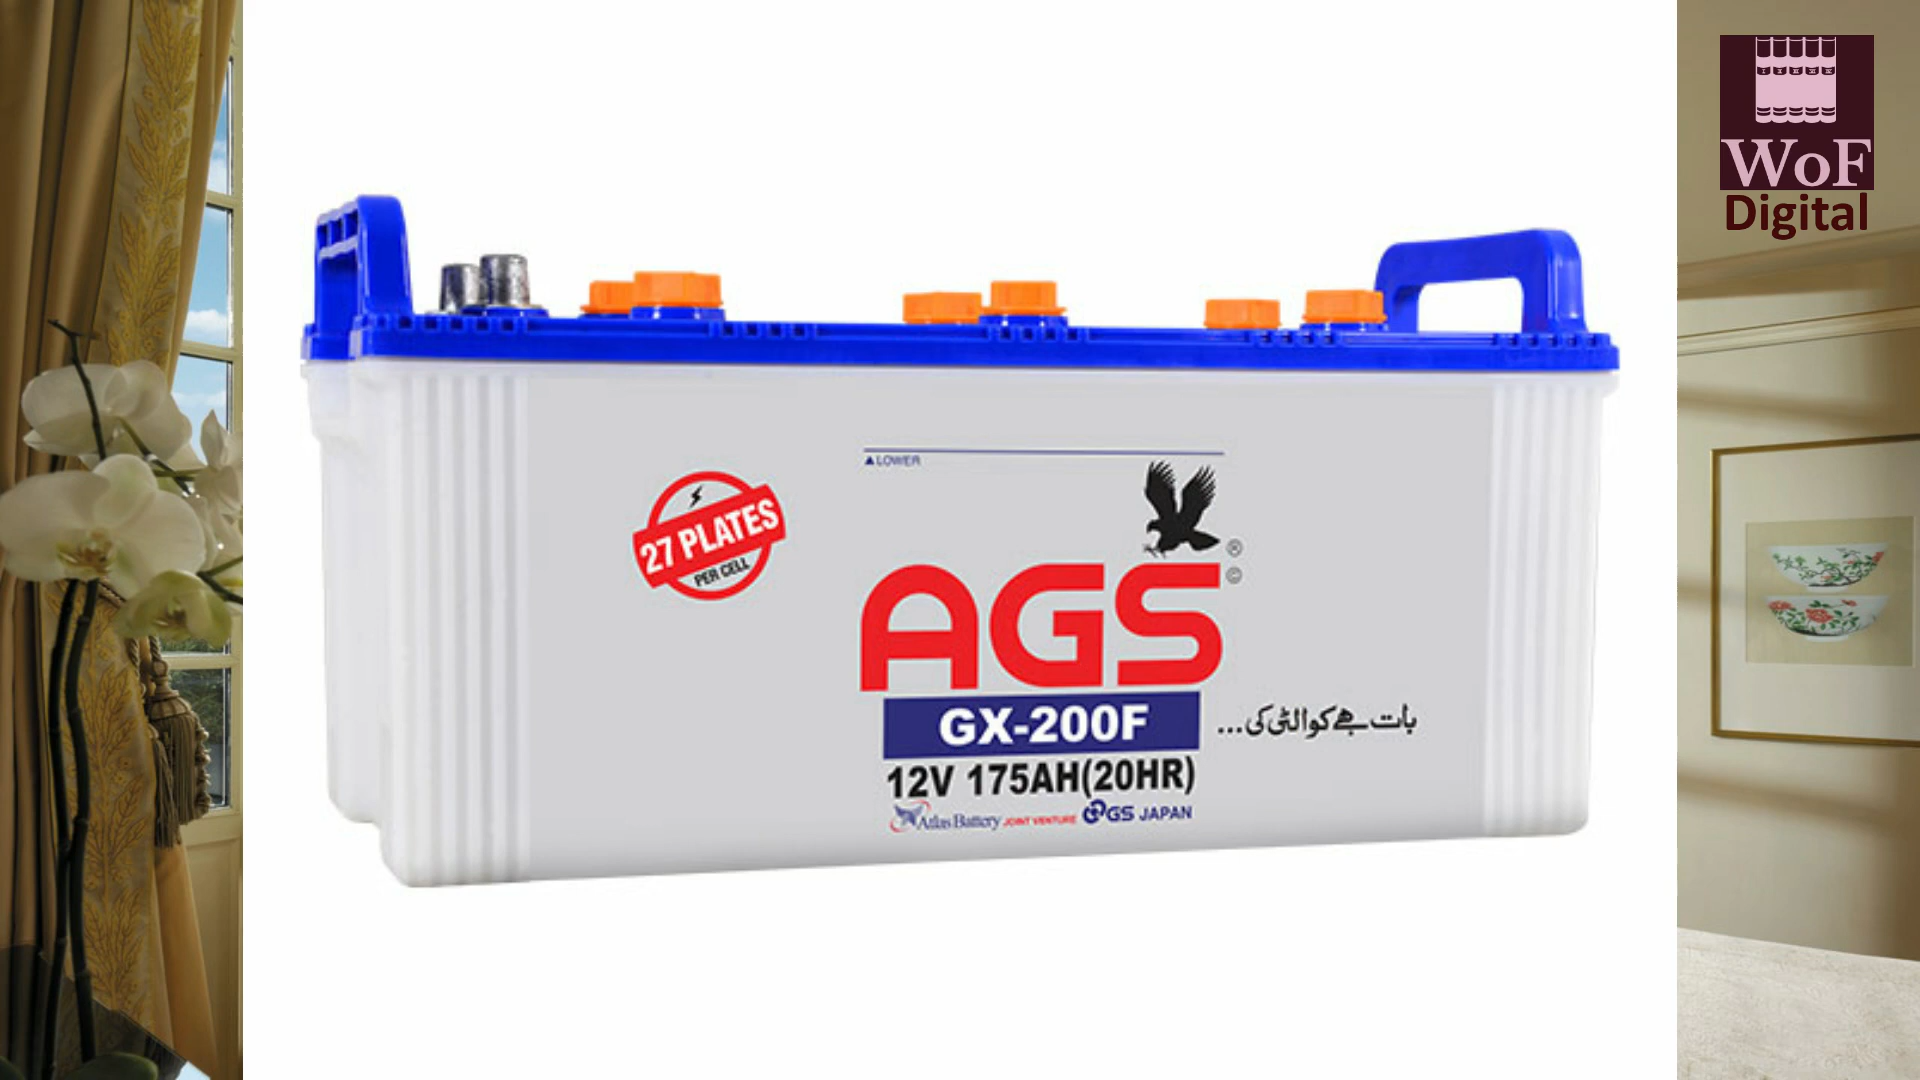 WoF
Digital
▲LOWER
27 PLATES
PER CELL
®
©
AGS
GX-200F
بات ہے کوالٹی کی...
12V 175AH(20HR)
Atlas Battery JOINT VENTURE GS JAPAN